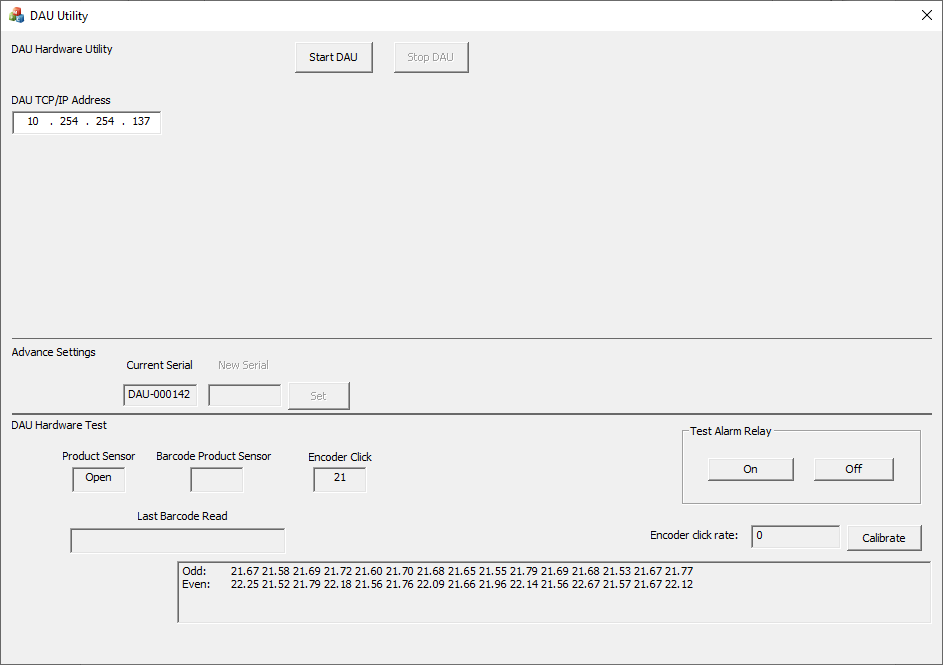 DAU Utility
DAU Hardware Utility
Start DAU
Stop DAU
DAU TCP/IP Address
10 . 254 . 254 . 137
Advance Settings
Current Serial
New Serial
DAU-000142
Set
DAU Hardware Test
Test Alarm Relay
Product Sensor
Barcode Product Sensor
Encoder Click
Open
21
On
Off
Last Barcode Read
Encoder click rate:
0
Calibrate
Odd: 21.67 21.58 21.69 21.72 21.60 21.70 21.68 21.65 21.55 21.79 21.69 21.68 21.53 21.67 21.77
Even: 22.25 21.52 21.79 22.18 21.56 21.76 22.09 21.66 21.96 22.14 21.56 22.67 21.57 21.67 22.12